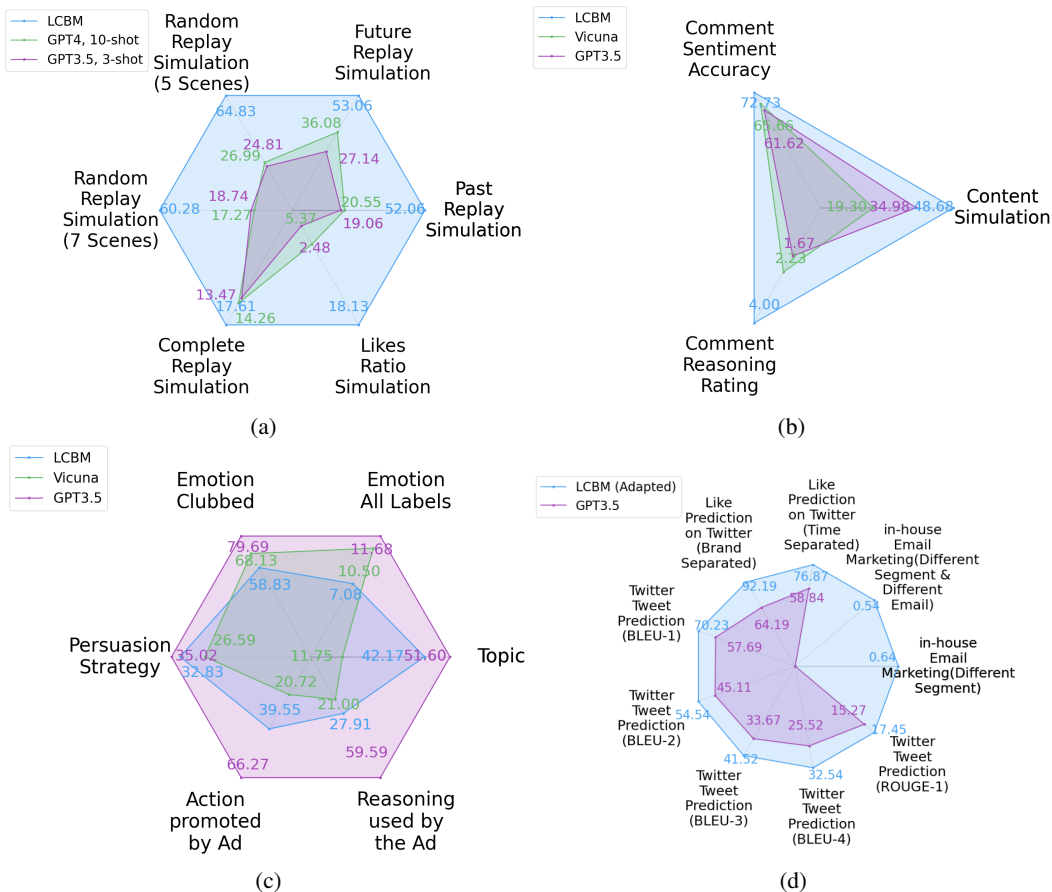 LCBM
GPT4, 10-shot
GPT3.5, 3-shot
Random
Replay
Simulation
(5 Scenes)
Future
Replay
Simulation
64.83
53.06
36.08
24.81
26.99
27.14
Random
Replay
Simulation
(7 Scenes)
60.28
18.74
17.27
5.37
20.55
19.06
52.06
Past
Replay
Simulation
2.48
13.47
17.61
14.26
18.13
Complete
Replay
Simulation
Likes
Ratio
Simulation
(a)
LCBM
Vicuna
GPT3.5
Comment
Sentiment
Accuracy
72.73
65.66
61.62
19.30
34.98
48.68
Content
Simulation
1.67
2.23
4.00
Comment
Reasoning
Rating
(b)
LCBM
Vicuna
GPT3.5
Emotion
Clubbed
Emotion
All Labels
79.69
68.13
58.83
11.68
10.50
7.08
Persuasion
Strategy
26.59
35.02
32.83
11.75
42.17
51.60
Topic
20.72
21.00
39.55
27.91
66.27
59.59
Action
promoted
by Ad
Reasoning
used by
the Ad
(c)
LCBM (Adapted)
GPT3.5
Like
Prediction
on Twitter
(Brand
Separated)
Like
Prediction
on Twitter
(Time
Separated)
in-house
Email
Marketing(Different
Segment &
Different
Email)
76.87
58.84
92.19
64.19
0.54
Twitter
Tweet
Prediction
(BLEU-1)
70.23
57.69
0.64
in-house
Email
Marketing(Different
Segment)
Twitter
Tweet
Prediction
(BLEU-2)
45.11
54.54
33.67
25.52
15.27
17.45
41.52
32.54
Twitter
Tweet
Prediction
(BLEU-3)
Twitter
Tweet
Prediction
(BLEU-4)
Twitter
Tweet
Prediction
(ROUGE-1)
(d)